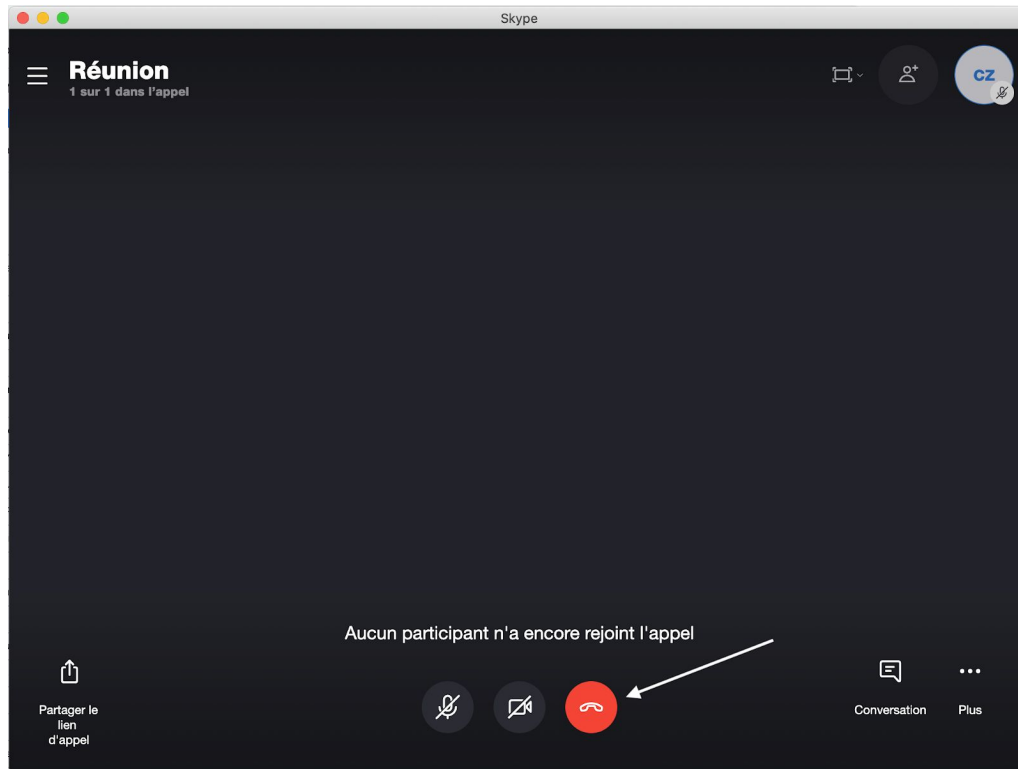 Skype
Réunion
1 sur 1 dans l'appel
CZ
Aucun participant n'a encore rejoint l'appel
Partager le
lien
d'appel
Conversation
Plus